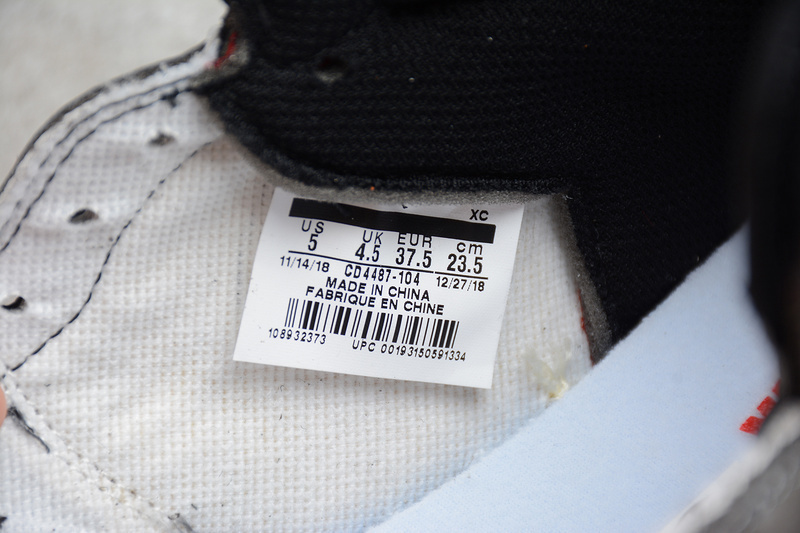 XC
US UK EUR cm
5 4.5 37.5 23.5
11/14/18 CD4487-104 12/27/18
MADE IN CHINA
FABRIQUE EN CHINE
108932373 UPC 00193150591334